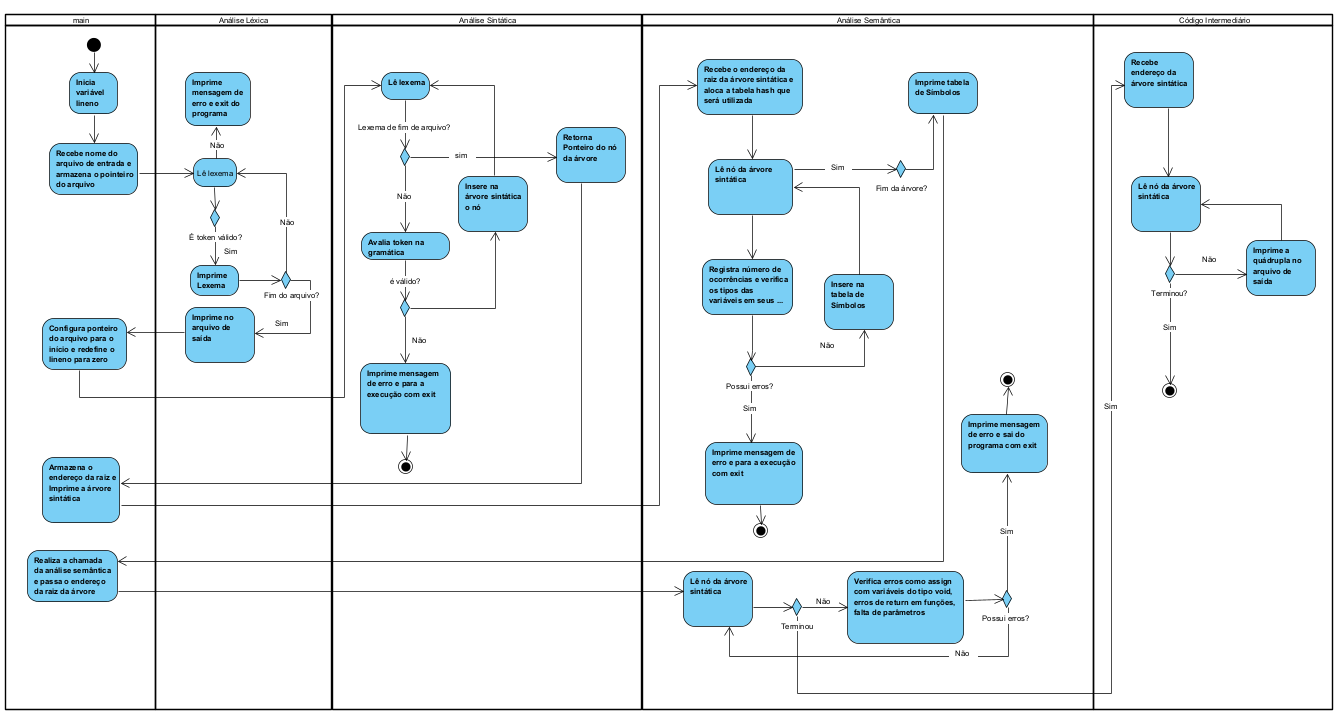 main
Análise Léxica
Análise Sintática
Análise Semântica
Código Intermediário
Inicia
variável
lineno
Recebe nome do
arquivo de entrada e
armazena o pointeiro
do arquivo
Configura ponteiro
do arquivo para o
início e redefine o
lineno para zero
Armazena o
endereço da raiz e
Imprime a árvore
sintática
Realiza a chamada
da análise semântica
e passa o endereço
da raiz da árvore
Imprime
mensagem de
erro e exit do
programa
Não
Lê lexema
Não
É token válido?
Sim
Imprime
Lexema
Fim do arquivo?
Sim
Imprime no
arquivo de
saída
Lê lexema
Lexema de fim de arquivo?
sim
Retorna
Ponteiro do nó
da árvore
Não
Insere na
árvore sintática
o nó
Avalia token na
gramática
é válido?
Não
Imprime mensagem
de erro e para a
execução com exit
Recebe o endereço da
raiz da árvore sintática e
aloca a tabela hash que
será utilizada
Imprime tabela
de Símbolos
Lê nó da árvore
sintática
Sim
Fim da árvore?
Registra número de
ocorrências e verifica
os tipos das
variáveis em seus ...
Insere na
tabela de
Símbolos
Não
Possui erros?
Sim
Imprime mensagem de
erro e para a execução
com exit
Imprime mensagem
de erro e sai do
programa com exit
Sim
Lê nó da árvore
sintática
Não
Terminou
Verifica erros como assign
com variáveis do tipo void,
erros de return em funções,
falta de parâmetros
Possui erros?
Não
Sim
Recebe
endereço da
árvore sintática
Lê nó da árvore
sintática
Não
Imprime a
quádrupla no
arquivo de
saída
Terminou?
Sim